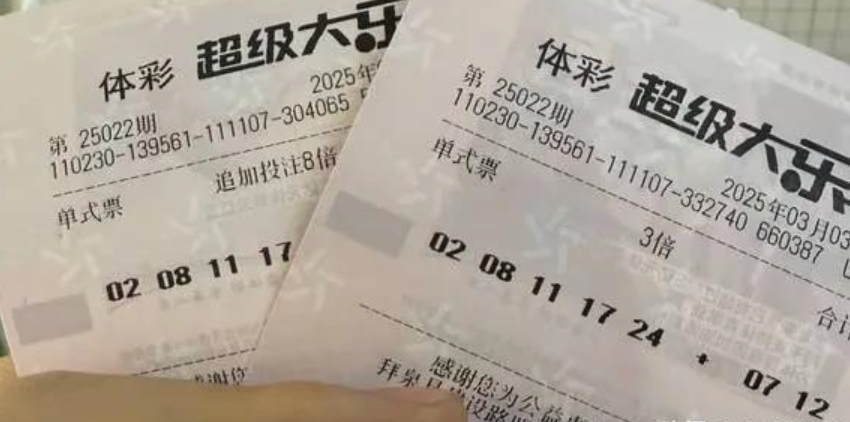 体彩 超级大乐
2025年
第 25022期
110230-139561-111107-304065
单式票 追加投注8倍
02 08 11 17
体彩 超级大乐
第 25022期
2025年03月03
110230-139561-111107-332740 660387
单式票
3倍
合计
02 08 11 17 24 + 07 12
感谢您为公益
拜泉县